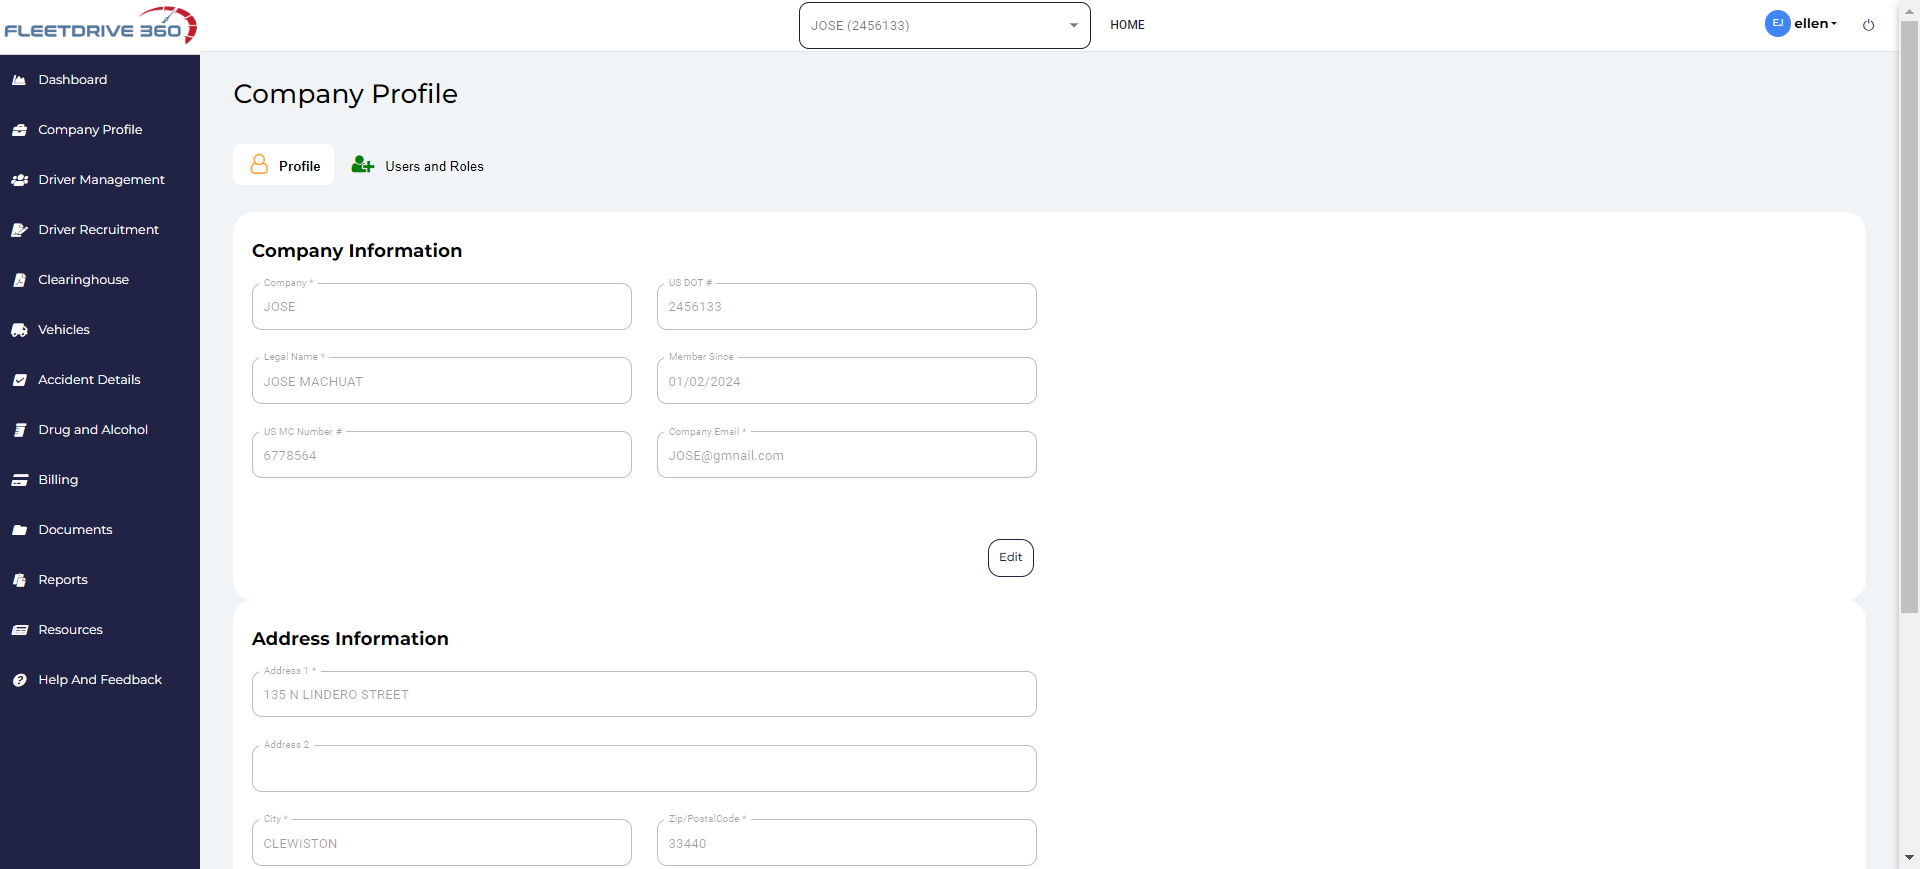 FLEETDRIVE 360
JOSE (2456133)
HOME
EJ
ellen
Dashboard
Company Profile
Driver Management
Driver Recruitment
Clearinghouse
Vehicles
Accident Details
Drug and Alcohol
Billing
Documents
Reports
Resources
Help And Feedback
Company Profile
Profile
Users and Roles
Company Information
Company *
JOSE
US DOT #
2456133
Legal Name *
JOSE MACHUAT
Member Since
01/02/2024
US MC Number #
6778564
Company Email *
JOSE@gmnail.com
Edit
Address Information
Address 1 *
135 N LINDERO STREET
Address 2
City *
CLEWISTON
Zip/PostalCode *
33440